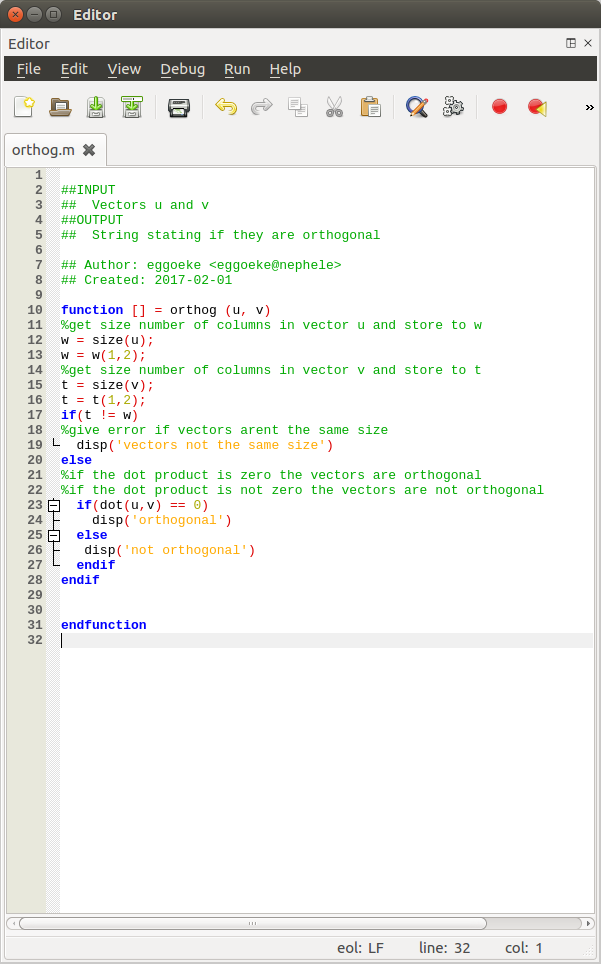 Editor
Editor
File Edit View Debug Run Help
»
orthog.m
1
2 ##INPUT
3 ##  Vectors u and v
4 ##OUTPUT
5 ##  String stating if they are orthogonal
6
7 ## Author: eggoeke <eggoeke@nephele>
8 ## Created: 2017-02-01
9
10 function [] = orthog (u, v)
11 %get size number of columns in vector u and store to w
12 w = size(u);
13 w = w(1,2);
14 %get size number of columns in vector v and store to t
15 t = size(v);
16 t = t(1,2);
17 if(t != w)
18 %give error if vectors arent the same size
19   disp('vectors not the same size')
20 else
21 %if the dot product is zero the vectors are orthogonal
22 %if the dot product is not zero the vectors are not orthogonal
23   if(dot(u,v) == 0)
24     disp('orthogonal')
25   else
26    disp('not orthogonal')
27   endif
28 endif
29
30
31 endfunction
32
eol: LF line: 32 col: 1